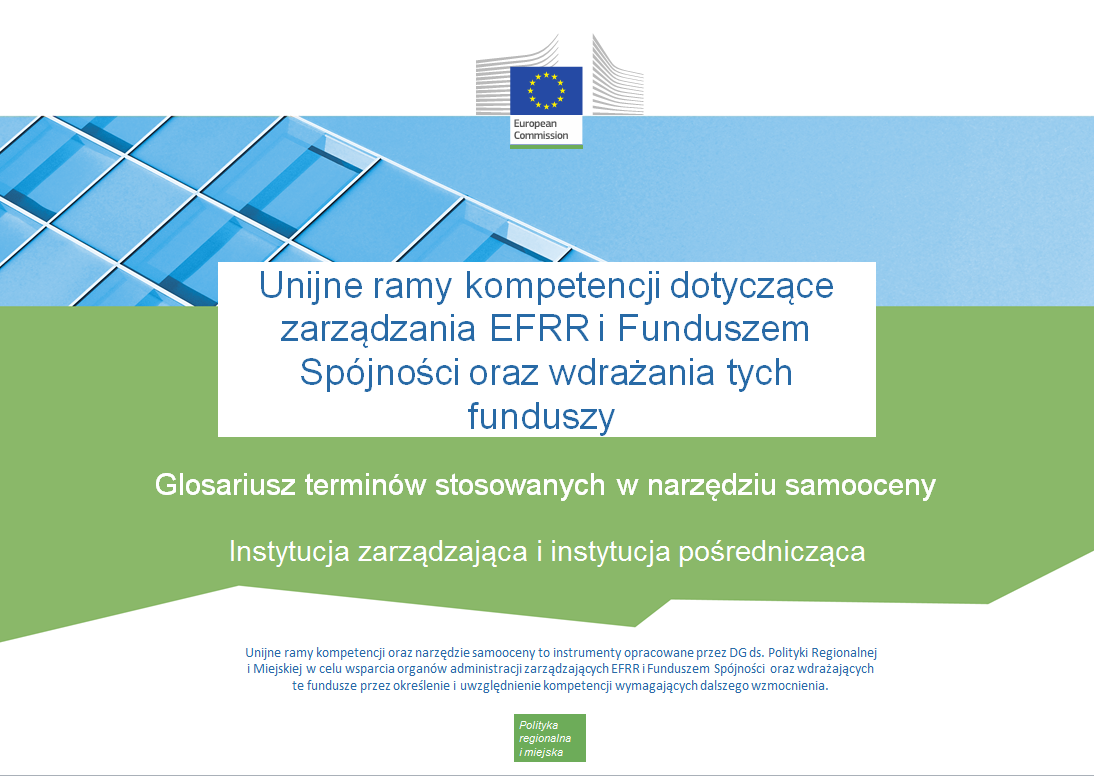 European
Commission
Unijne ramy kompetencji dotyczące
zarządzania EFRR i Funduszem
Spójności oraz wdrażania tych
funduszy
Glosariusz terminów stosowanych w narzędziu samooceny
Instytucja zarządzająca i instytucja pośrednicząca
Unijne ramy kompetencji oraz narzędzie samooceny to instrumenty opracowane przez DG ds. Polityki Regionalnej
i Miejskiej w celu wsparcia organów administracji zarządzających EFRR i Funduszem Spójności oraz wdrażających
te fundusze przez określenie i uwzględnienie kompetencji wymagających dalszego wzmocnienia.
Polityka
regionalna
i miejska